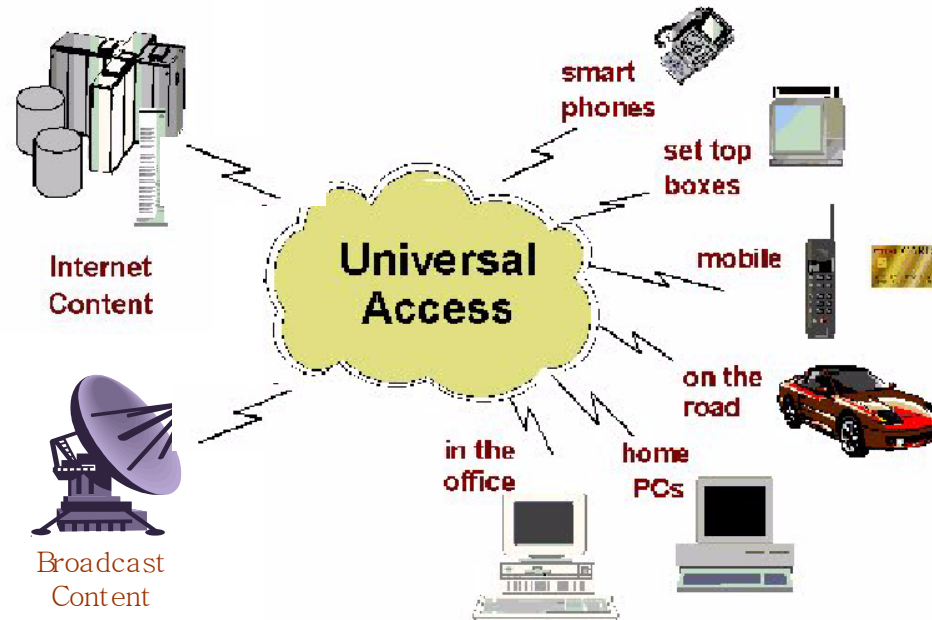 smart
phones
set top
boxes
Universal
Access
mobile
Internet
Content
on the
road
in the
office
home
PCs
Broadcast
Content